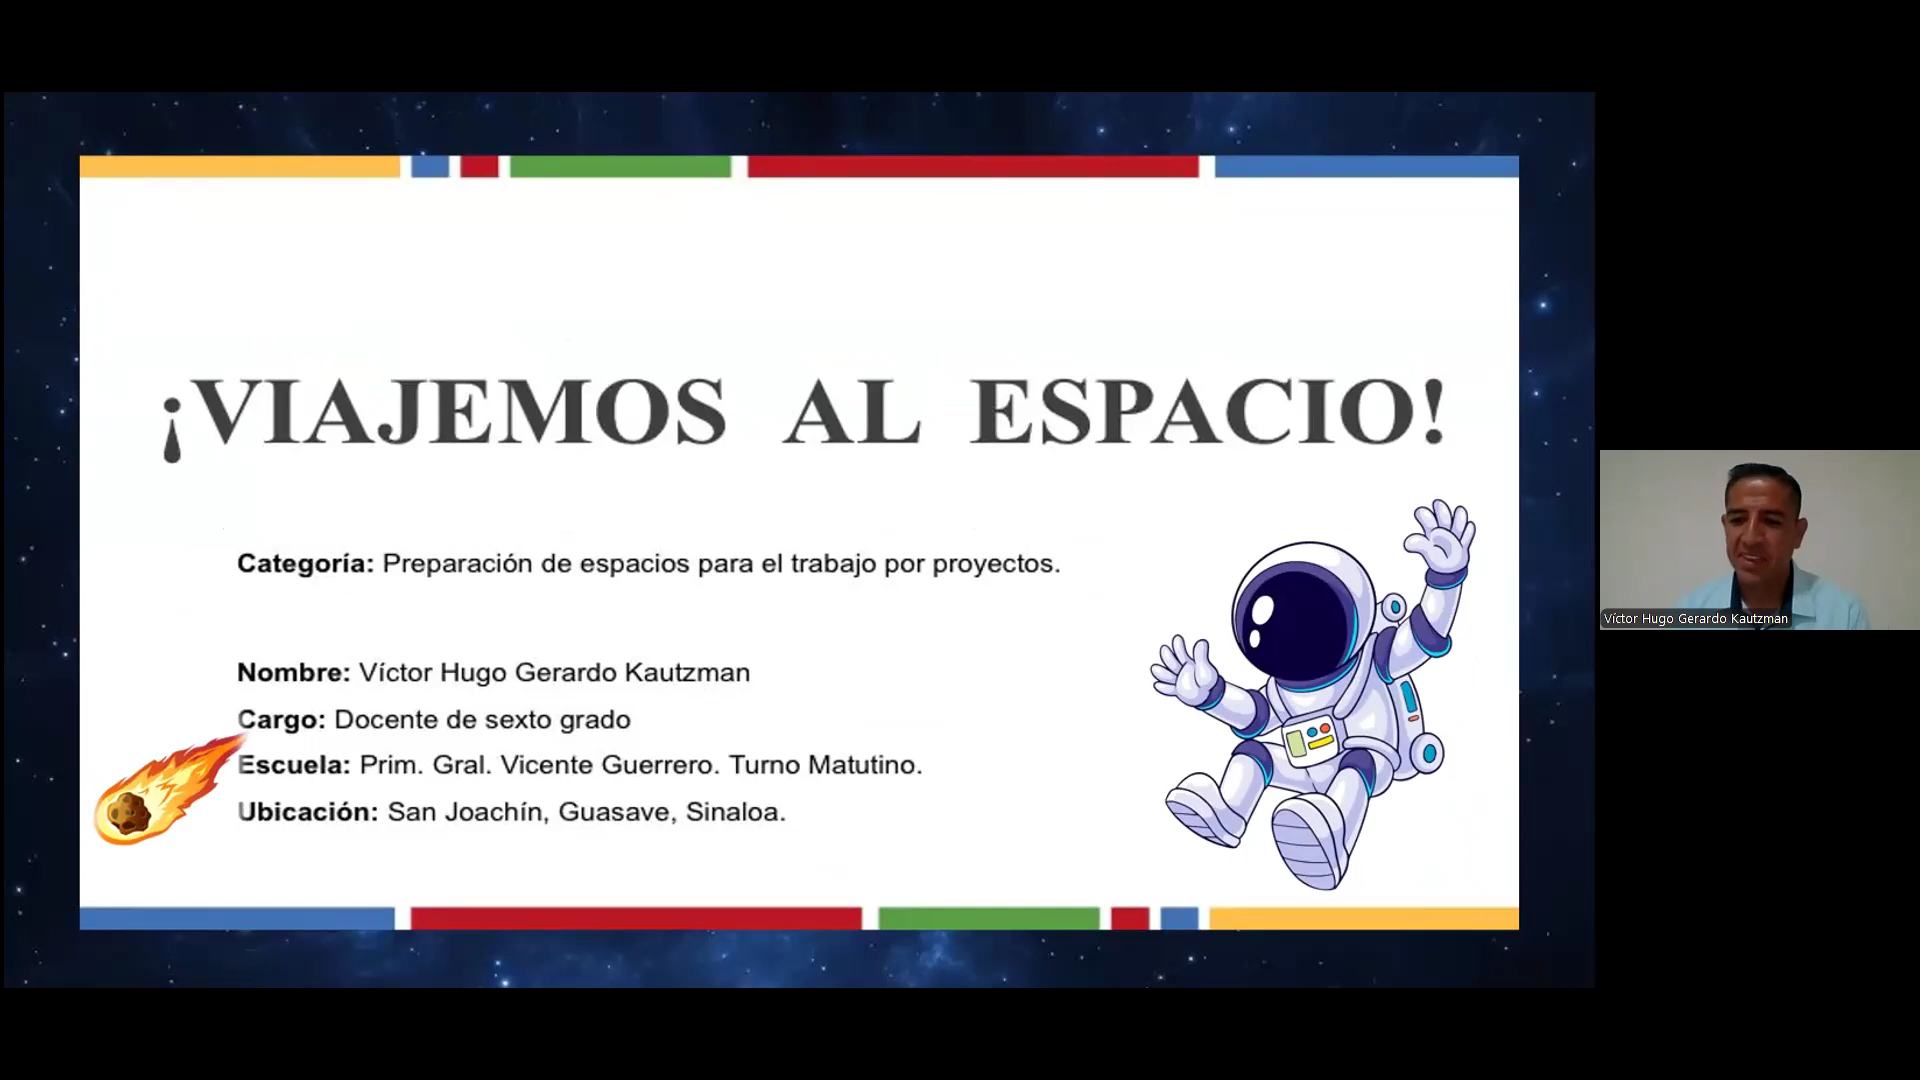 ¡VIAJEMOS AL ESPACIO!
Categoría: Preparación de espacios para el trabajo por proyectos.
Nombre: Víctor Hugo Gerardo Kautzman
Cargo: Docente de sexto grado
Escuela: Prim. Gral. Vicente Guerrero. Turno Matutino.
Ubicación: San Joachín, Guasave, Sinaloa.
Víctor Hugo Gerardo Kautzman